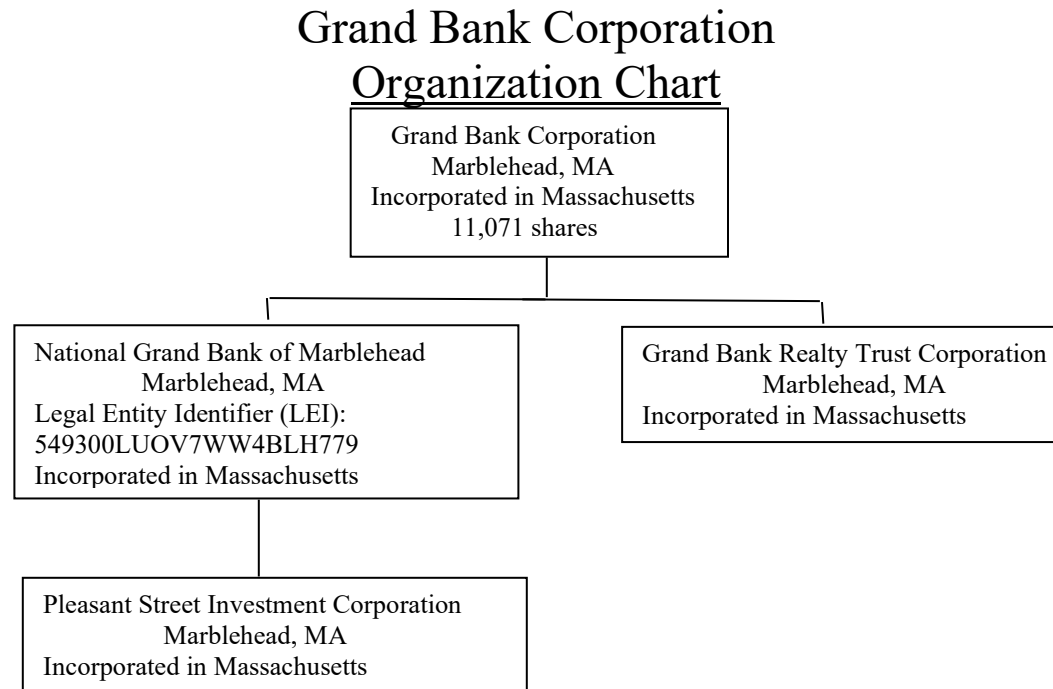 Grand Bank Corporation
Organization Chart
Grand Bank Corporation
Marblehead, MA
Incorporated in Massachusetts
11,071 shares
National Grand Bank of Marblehead
Marblehead, MA
Legal Entity Identifier (LEI):
549300LUOV7WW4BLH779
Incorporated in Massachusetts
Grand Bank Realty Trust Corporation
Marblehead, MA
Incorporated in Massachusetts
Pleasant Street Investment Corporation
Marblehead, MA
Incorporated in Massachusetts